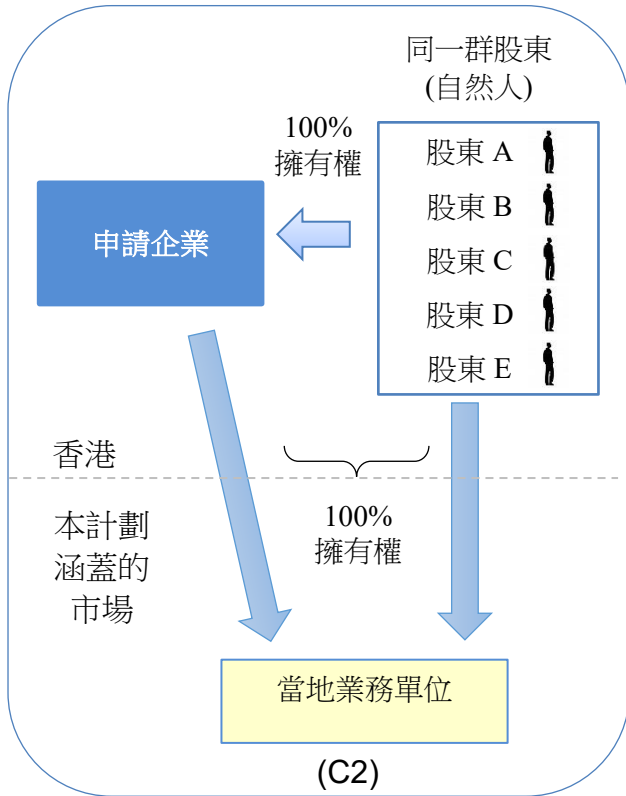 同一群股東
(自然人)
100%
擁有權
股東 A
股東 B
股東 C
股東 D
股東 E
申請企業
香港
本計劃
涵蓋的
市場
100%
擁有權
當地業務單位
(C2)